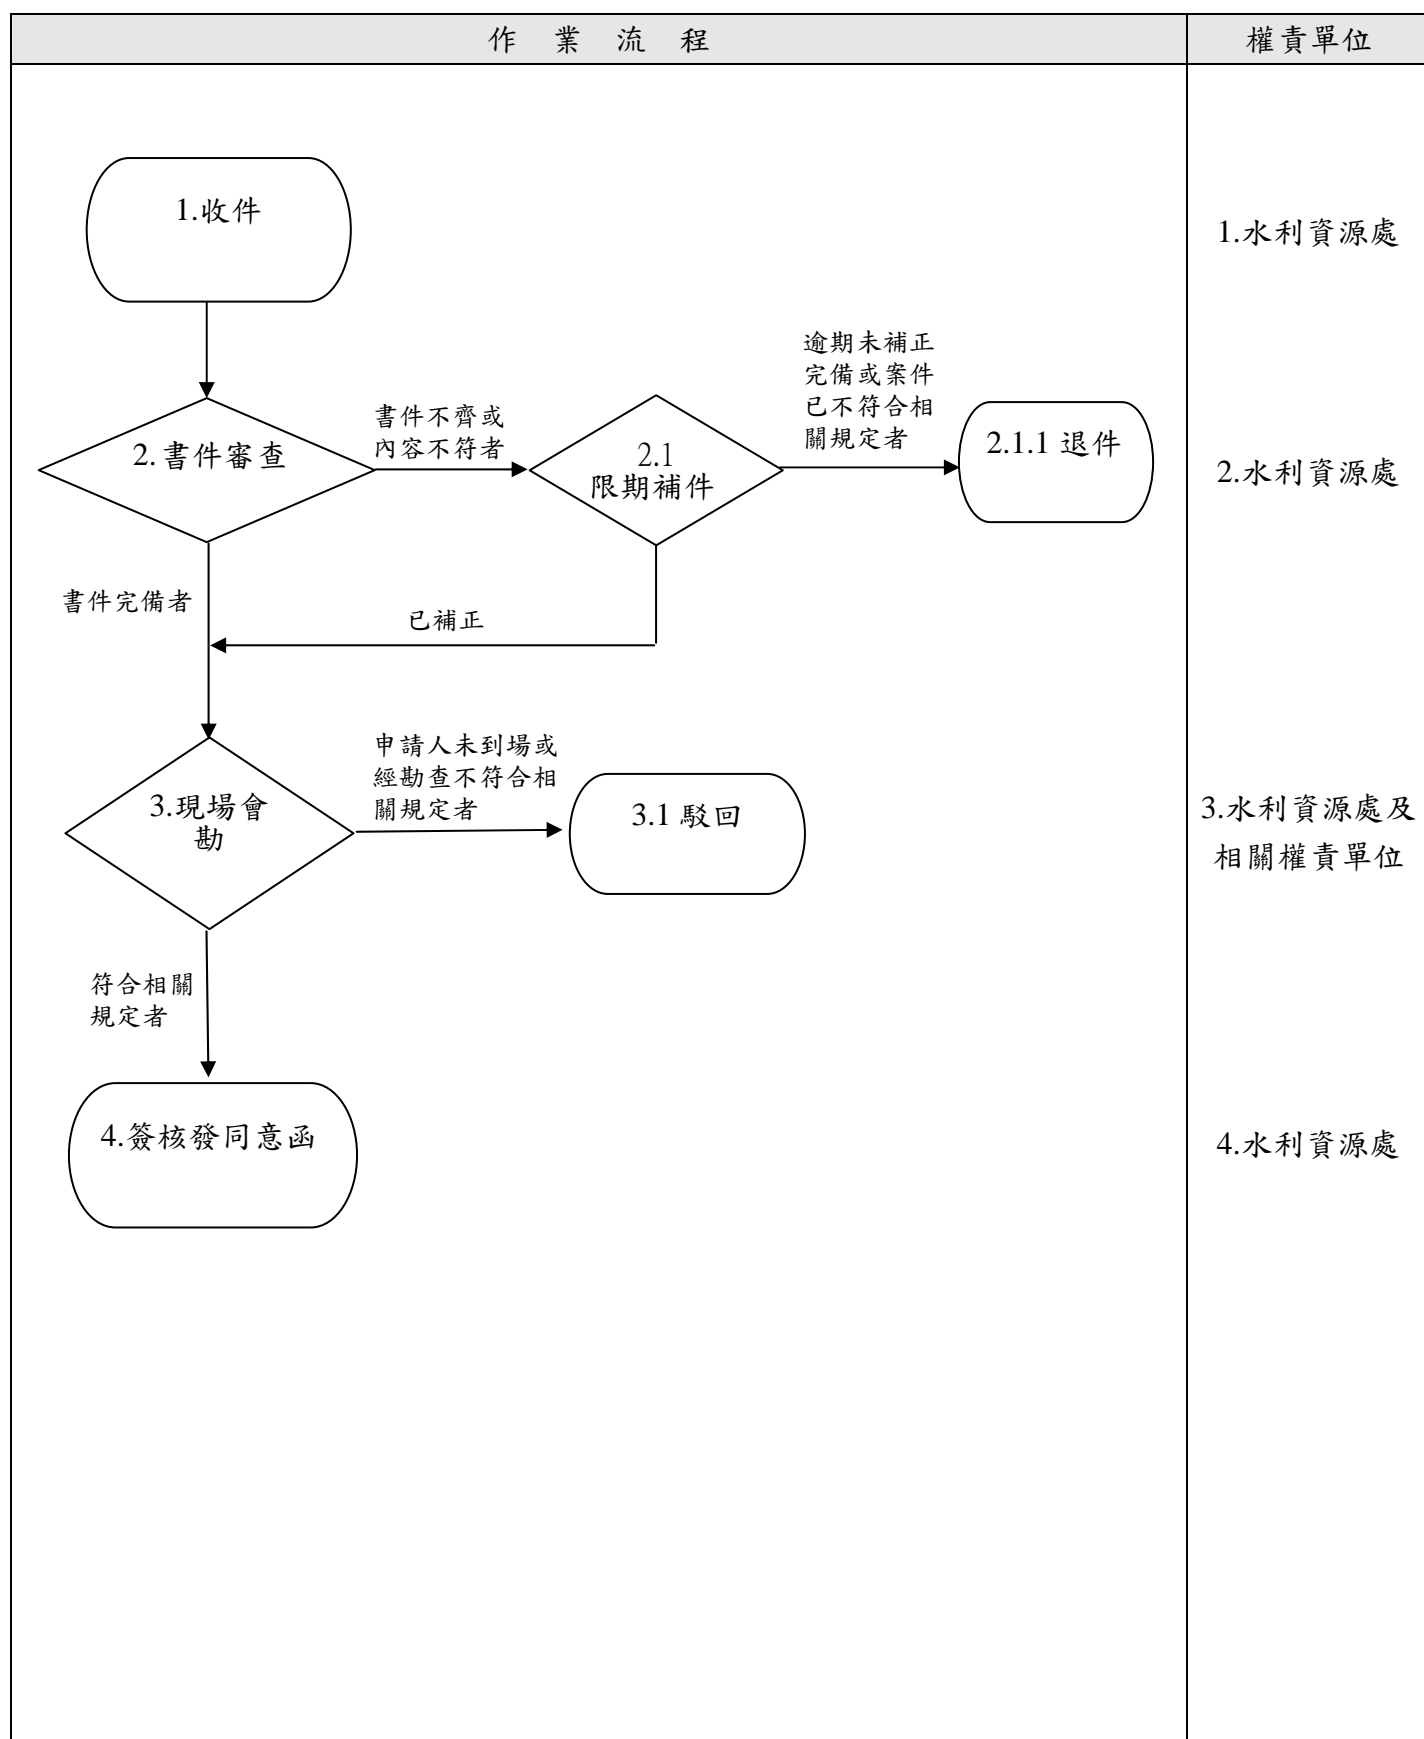 作 業 流 程
權責單位
1.收件
1.水利資源處
逾期未補正
完備或案件
已不符合相
關規定者
書件不齊或
內容不符者
2.書件審查
2.1
限期補件
2.1.1 退件
2.水利資源處
書件完備者
已補正
申請人未到場或
經勘查不符合相
關規定者
3.現場會
勘
3.1 駁回
3.水利資源處及
相關權責單位
符合相關
規定者
4.簽核發同意函
4.水利資源處